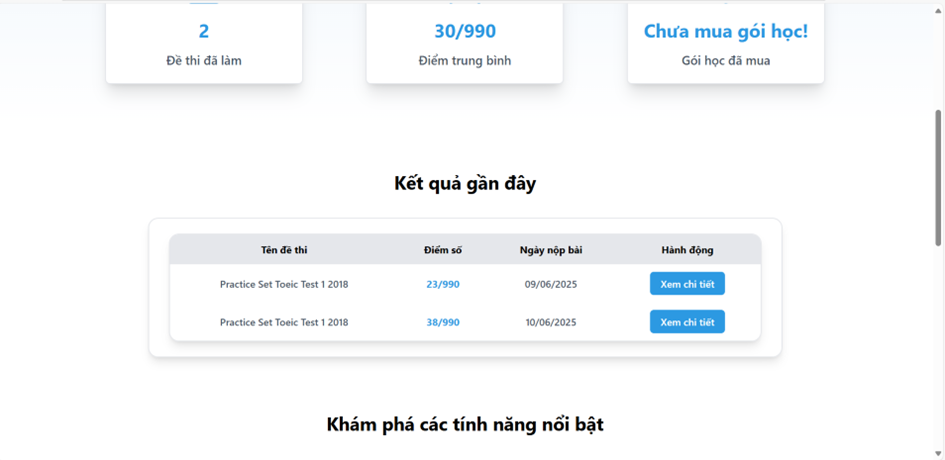 2 30/990 Chưa mua gói học!
Đề thi đã làm Điểm trung bình Gói học đã mua
Kết quả gần đây
Tên đề thi Điểm số Ngày nộp bài Hành động
Practice Set Toeic Test 1 2018 23/990 09/06/2025 Xem chi tiết
Practice Set Toeic Test 1 2018 38/990 10/06/2025 Xem chi tiết
Khám phá các tính năng nổi bật